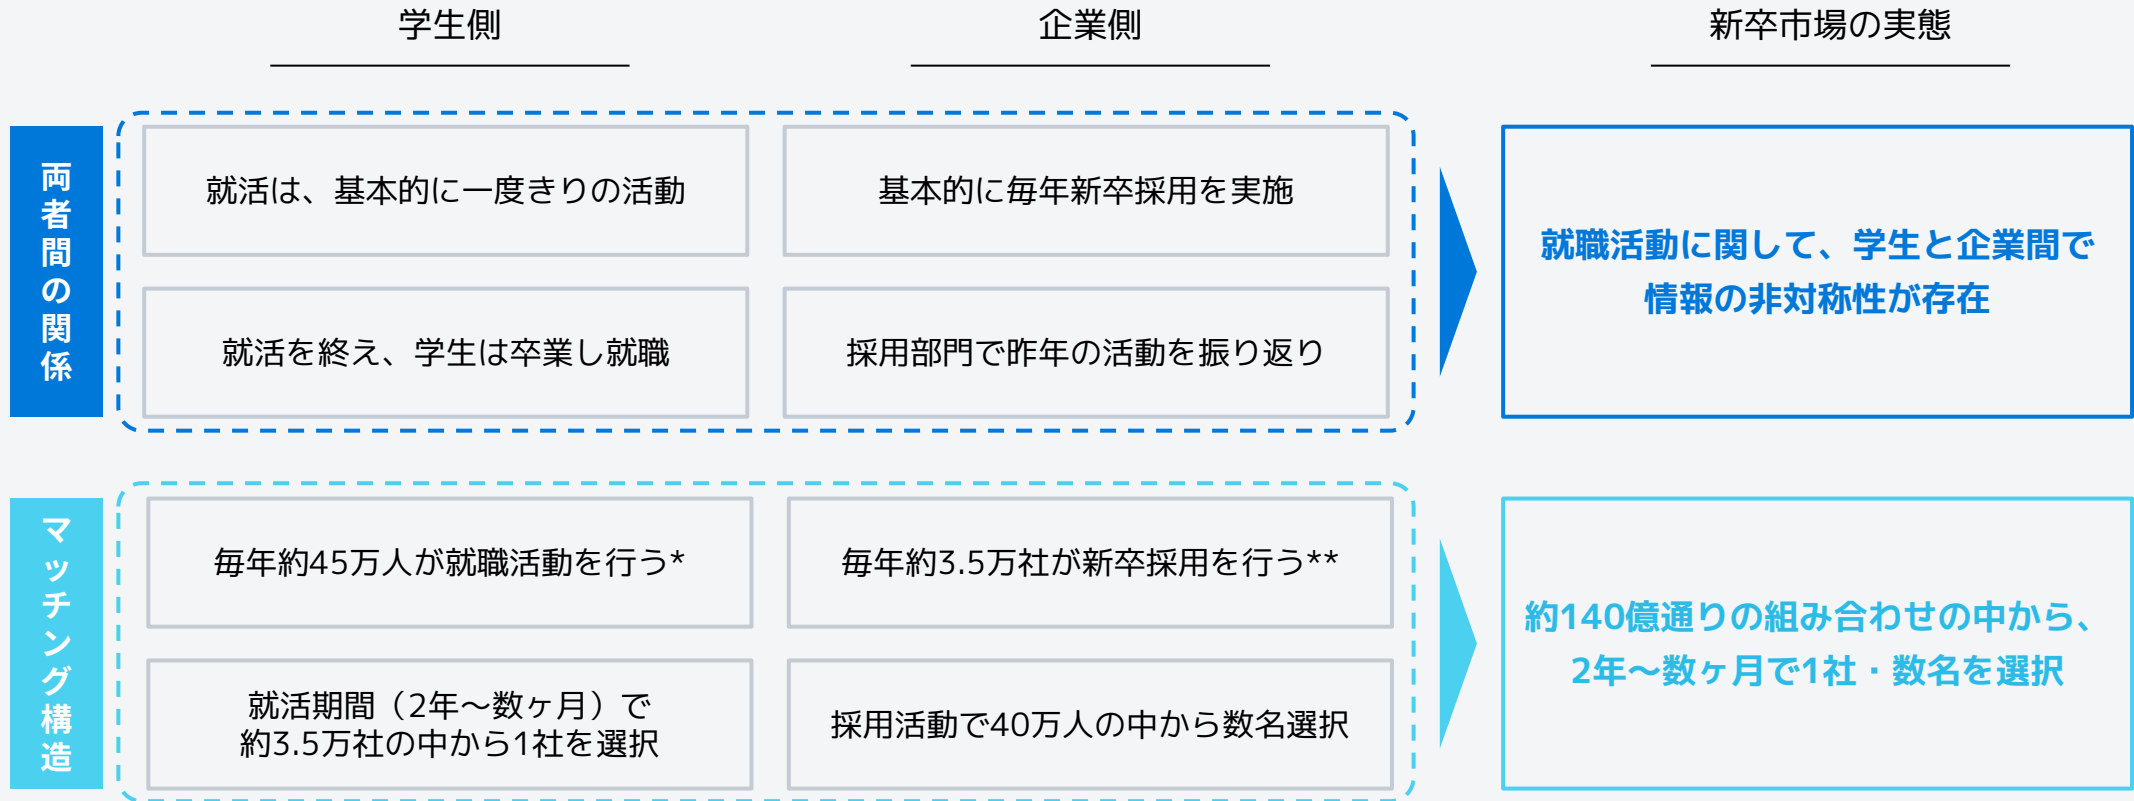 学生側
企業側
新卒市場の実態
両者間の関係
就活は、基本的に一度きりの活動
基本的に毎年新卒採用を実施
就活を終え、学生は卒業し就職
採用部門で昨年の活動を振り返り
就職活動に関して、学生と企業間で
情報の非対称性が存在
マッチング構造
毎年約45万人が就職活動を行う*
毎年約3.5万社が新卒採用を行う**
就活期間（2年〜数ヶ月）で
約3.5万社の中から1社を選択
採用活動で40万人の中から数名選択
約140億通りの組み合わせの中から、
2年〜数ヶ月で1社・数名を選択